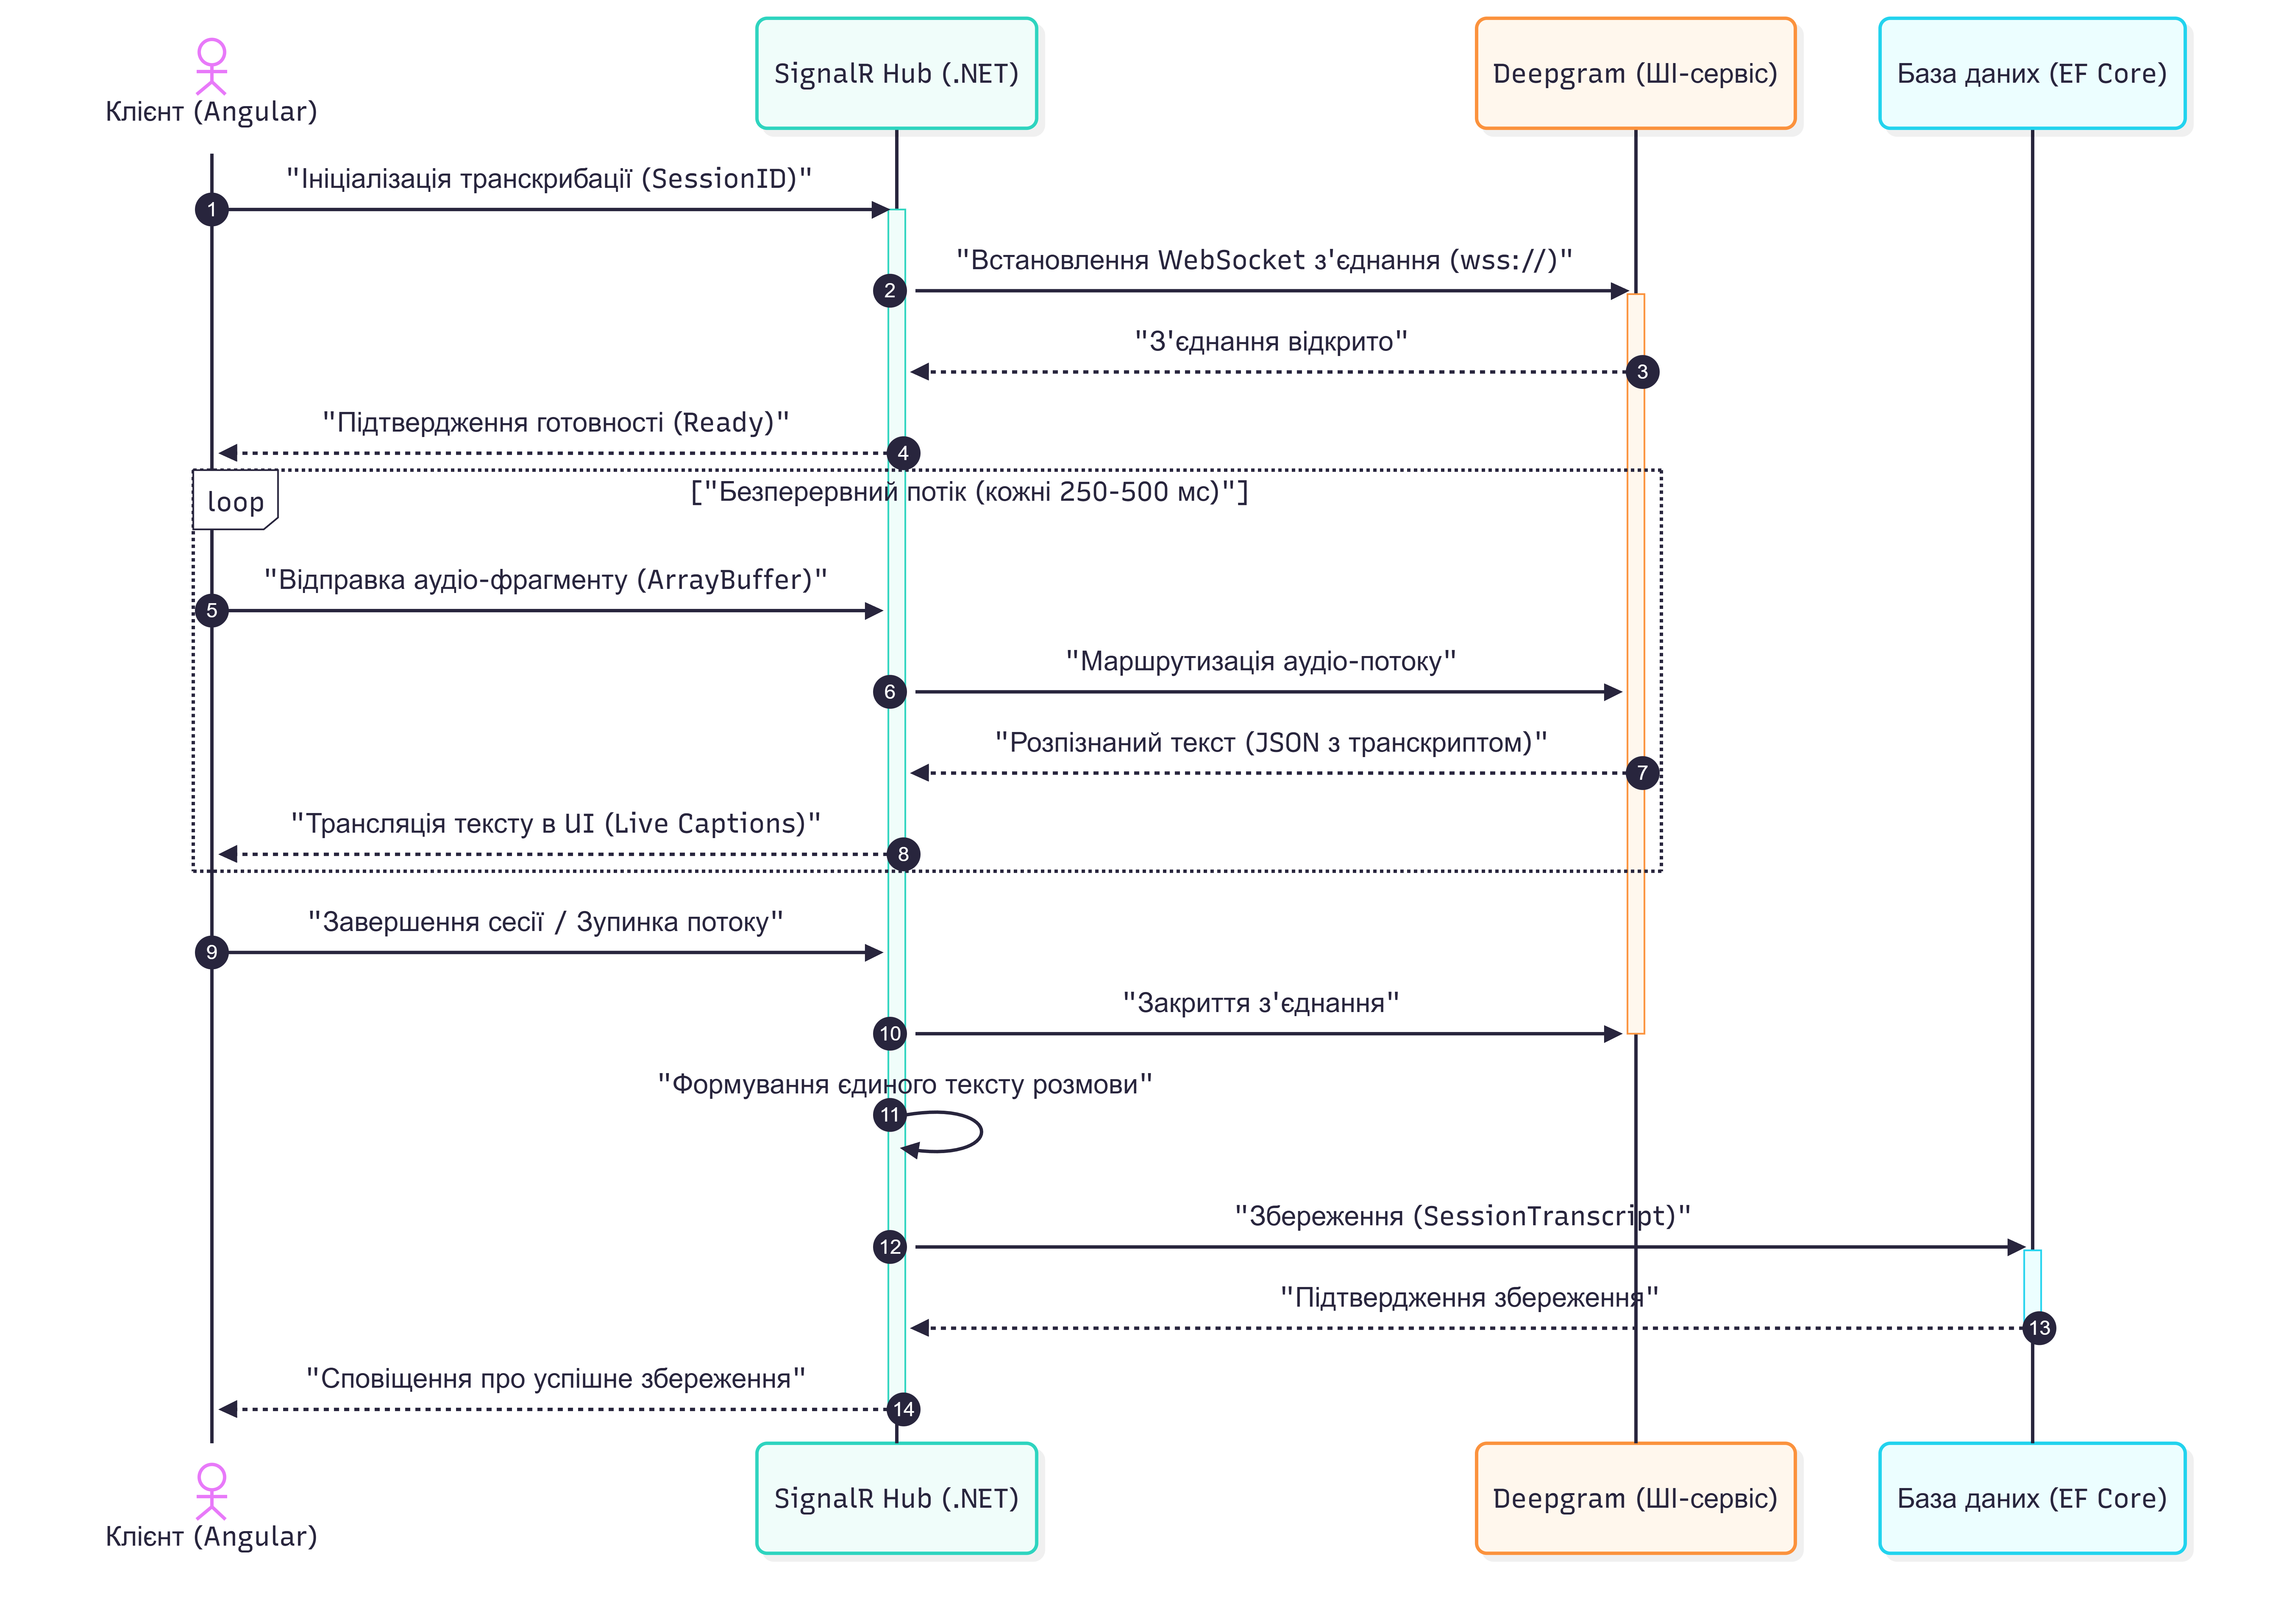 Клієнт (Angular)
SignalR Hub (.NET)
Deepgram (ШІ-сервіс)
База даних (EF Core)
"Ініціалізація транскрибації (SessionID)"
1
"Встановлення WebSocket з'єднання (wss://)"
2
"З'єднання відкрито"
3
"Підтвердження готовності (Ready)"
4
loop
["Безперервний потік (кожні 250-500 мс)"]
"Відправка аудіо-фрагменту (ArrayBuffer)"
5
"Маршрутизація аудіо-потоку"
6
"Розпізнаний текст (JSON з транскриптом)"
7
"Трансляція тексту в UI (Live Captions)"
8
"Завершення сесії / Зупинка потоку"
9
"Закриття з'єднання"
10
"Формування єдиного тексту розмови"
11
"Збереження (SessionTranscript)"
12
"Підтвердження збереження"
13
"Сповіщення про успішне збереження"
14
Клієнт (Angular)
SignalR Hub (.NET)
Deepgram (ШІ-сервіс)
База даних (EF Core)